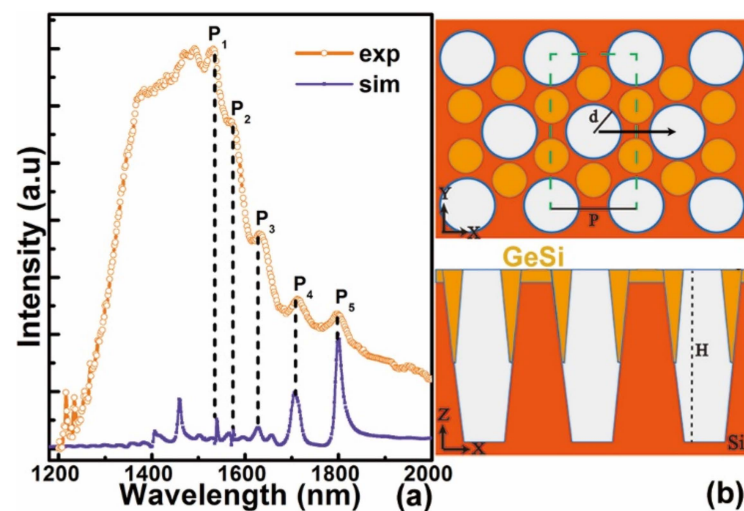 P1
P2
P3
P4
P5
exp
sim
Intensity (a.u)
1200 1400 1600 1800 2000
Wavelength (nm) (a)
d
P
Y
X
GeSi
H
Z
X
Si
(b)